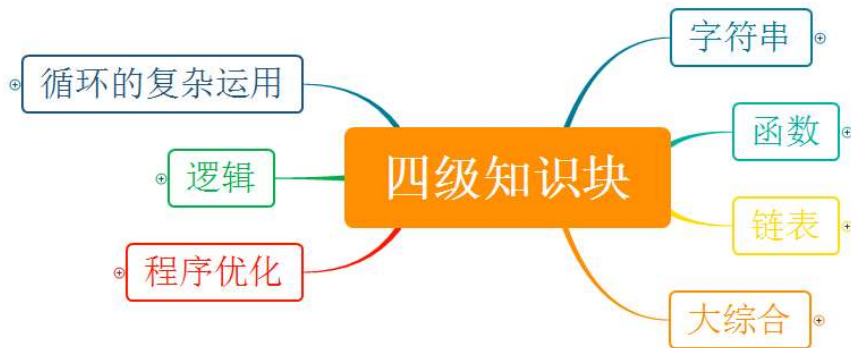 四级知识块
字符串
函数
链表
大综合
循环的复杂运用
逻辑
程序优化